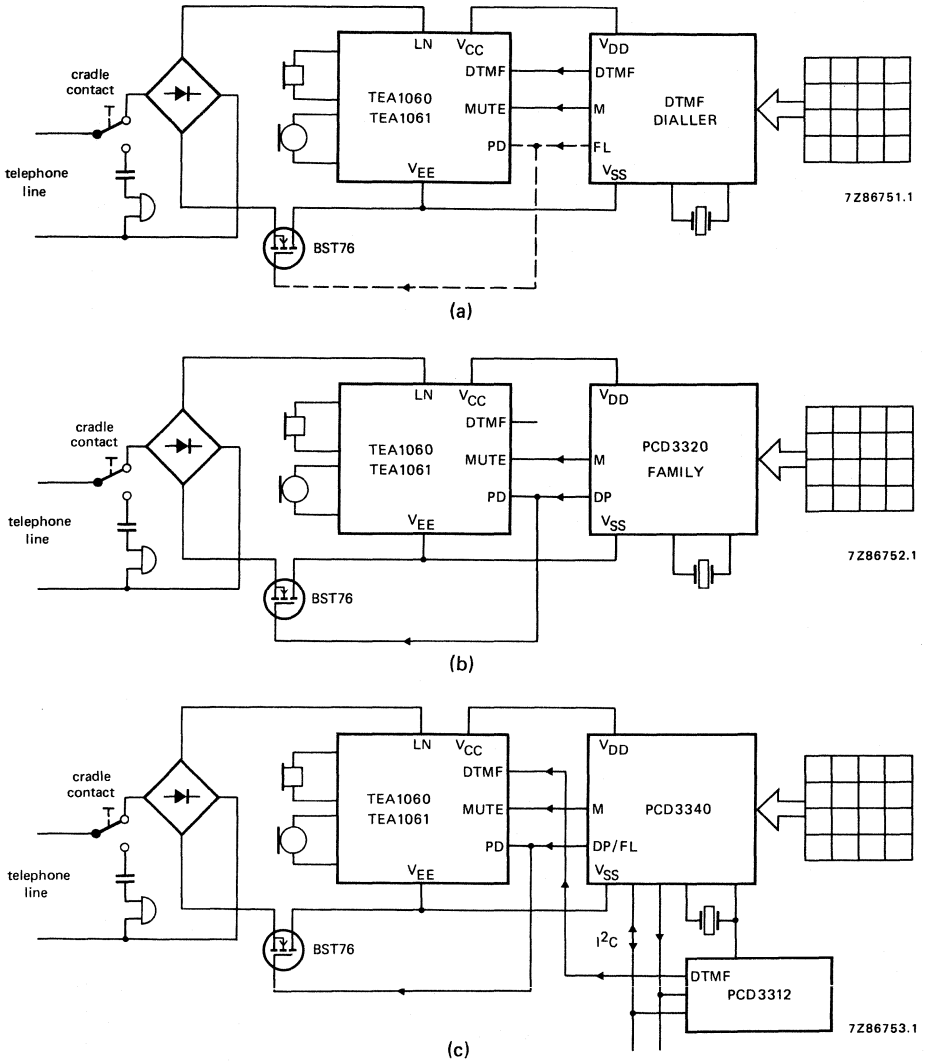 LN
VCC
VDD
cradle
contact
DTMF
DTMF
TEA1060
TEA1061
MUTE
M
DTMF
DIALLER
PD
FL
VEE
VSS
telephone
line
7Z86751.1
BST76
(a)
LN
VCC
VDD
cradle
contact
DTMF
TEA1060
TEA1061
MUTE
M
PCD3320
FAMILY
PD
DP
VEE
VSS
telephone
line
7Z86752.1
BST76
(b)
LN
VCC
VDD
cradle
contact
DTMF
TEA1060
TEA1061
MUTE
M
PCD3340
PD
DP/FL
VEE
VSS
telephone
line
I²C
BST76
DTMF
PCD3312
7Z86753.1
(c)